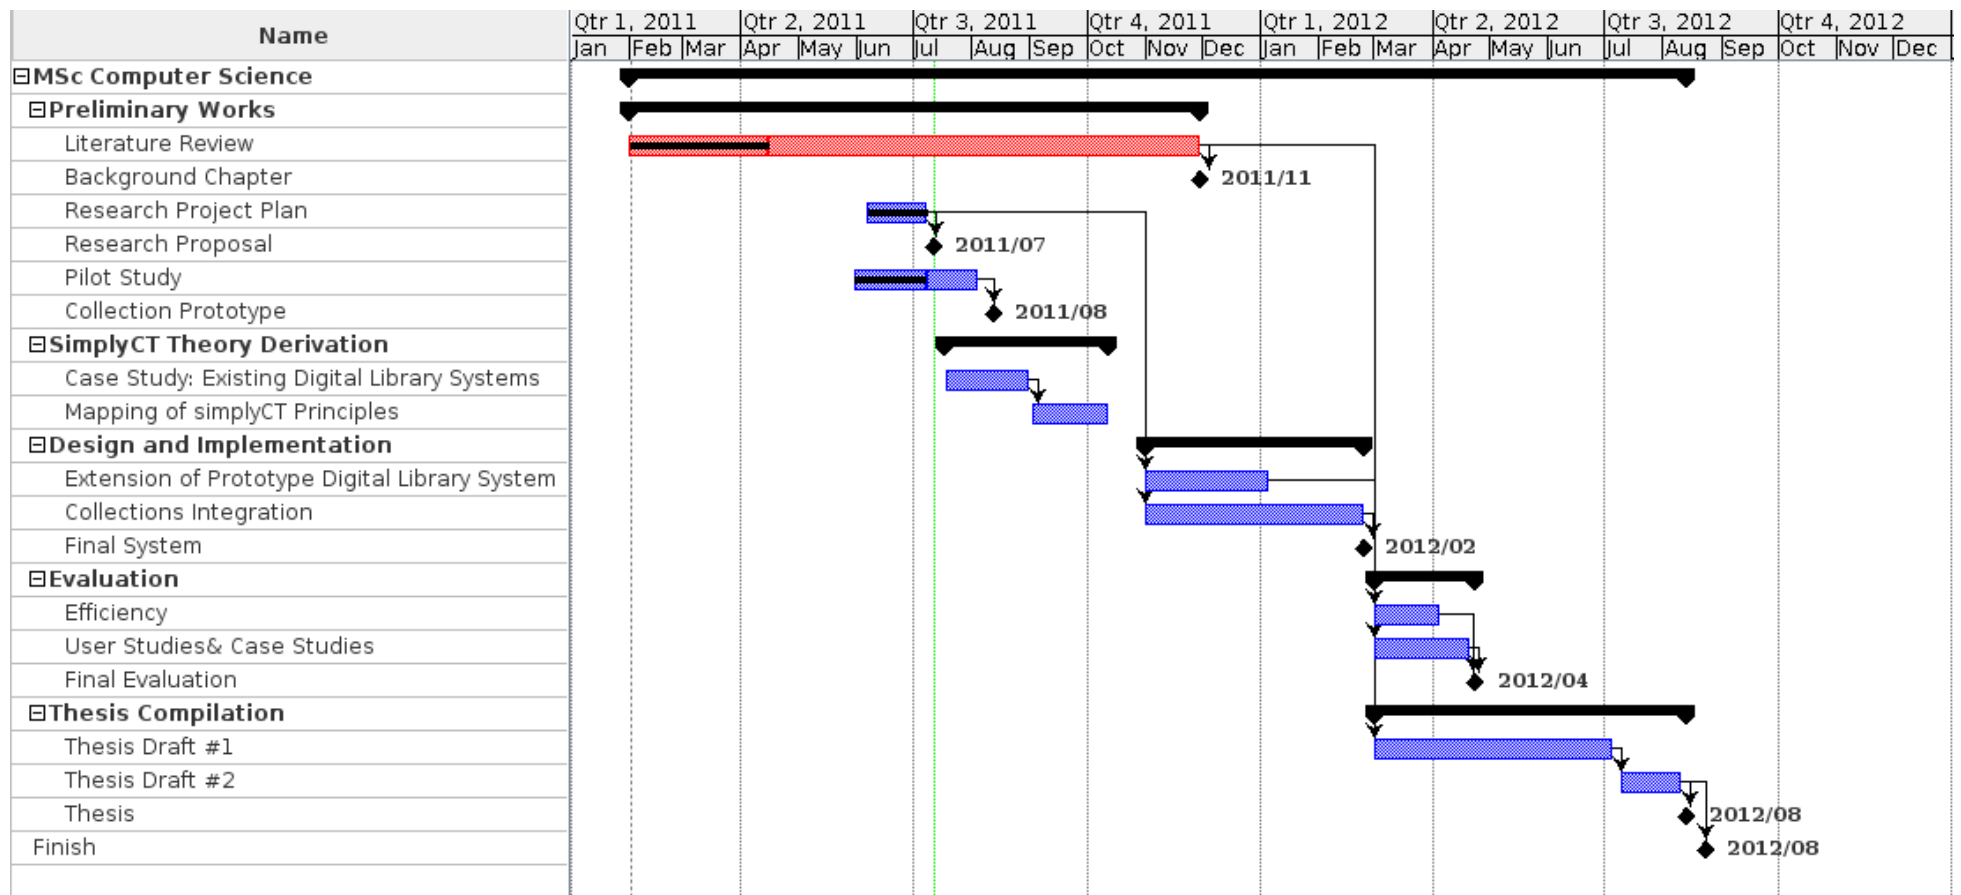 Name
Qtr 1, 2011 Qtr 2, 2011 Qtr 3, 2011 Qtr 4, 2011 Qtr 1, 2012 Qtr 2, 2012 Qtr 3, 2012 Qtr 4, 2012
Jan Feb Mar Apr May Jun Jul Aug Sep Oct Nov Dec Jan Feb Mar Apr May Jun Jul Aug Sep Oct Nov Dec
MSc Computer Science
Preliminary Works
Literature Review
Background Chapter 2011/11
Research Project Plan
Research Proposal 2011/07
Pilot Study
Collection Prototype 2011/08
SimplyCT Theory Derivation
Case Study: Existing Digital Library Systems
Mapping of simplyCT Principles
Design and Implementation
Extension of Prototype Digital Library System
Collections Integration
Final System 2012/02
Evaluation
Efficiency
User Studies& Case Studies
Final Evaluation 2012/04
Thesis Compilation
Thesis Draft #1
Thesis Draft #2
Thesis 2012/08
Finish 2012/08